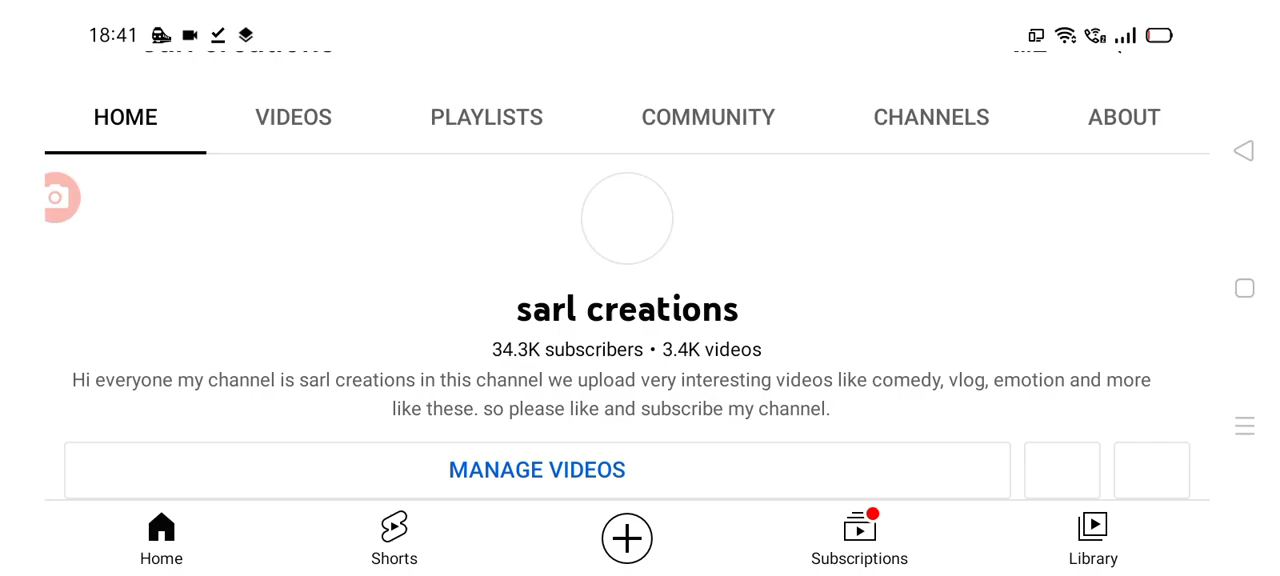 18:41
HOME VIDEOS PLAYLISTS COMMUNITY CHANNELS ABOUT
sarl creations
34.3K subscribers • 3.4K videos
Hi everyone my channel is sarl creations in this channel we upload very interesting videos like comedy, vlog, emotion and more
like these. so please like and subscribe my channel.
MANAGE VIDEOS
Home Shorts Subscriptions Library